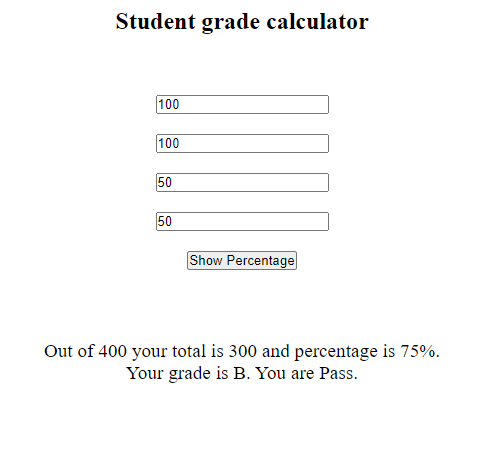 Student grade calculator
100
100
50
50
Show Percentage
Out of 400 your total is 300 and percentage is 75%.
Your grade is B. You are Pass.